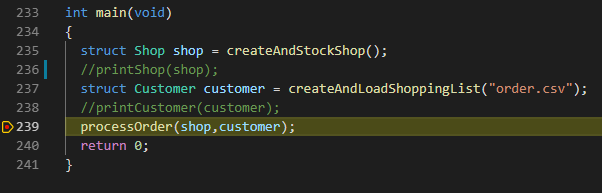 233 int main(void)
234 {
235 struct Shop shop = createAndStockShop();
236 //printShop(shop);
237 struct Customer customer = createAndLoadShoppingList("order.csv");
238 //printCustomer(customer);
239 processOrder(shop,customer);
240 return 0;
241 }